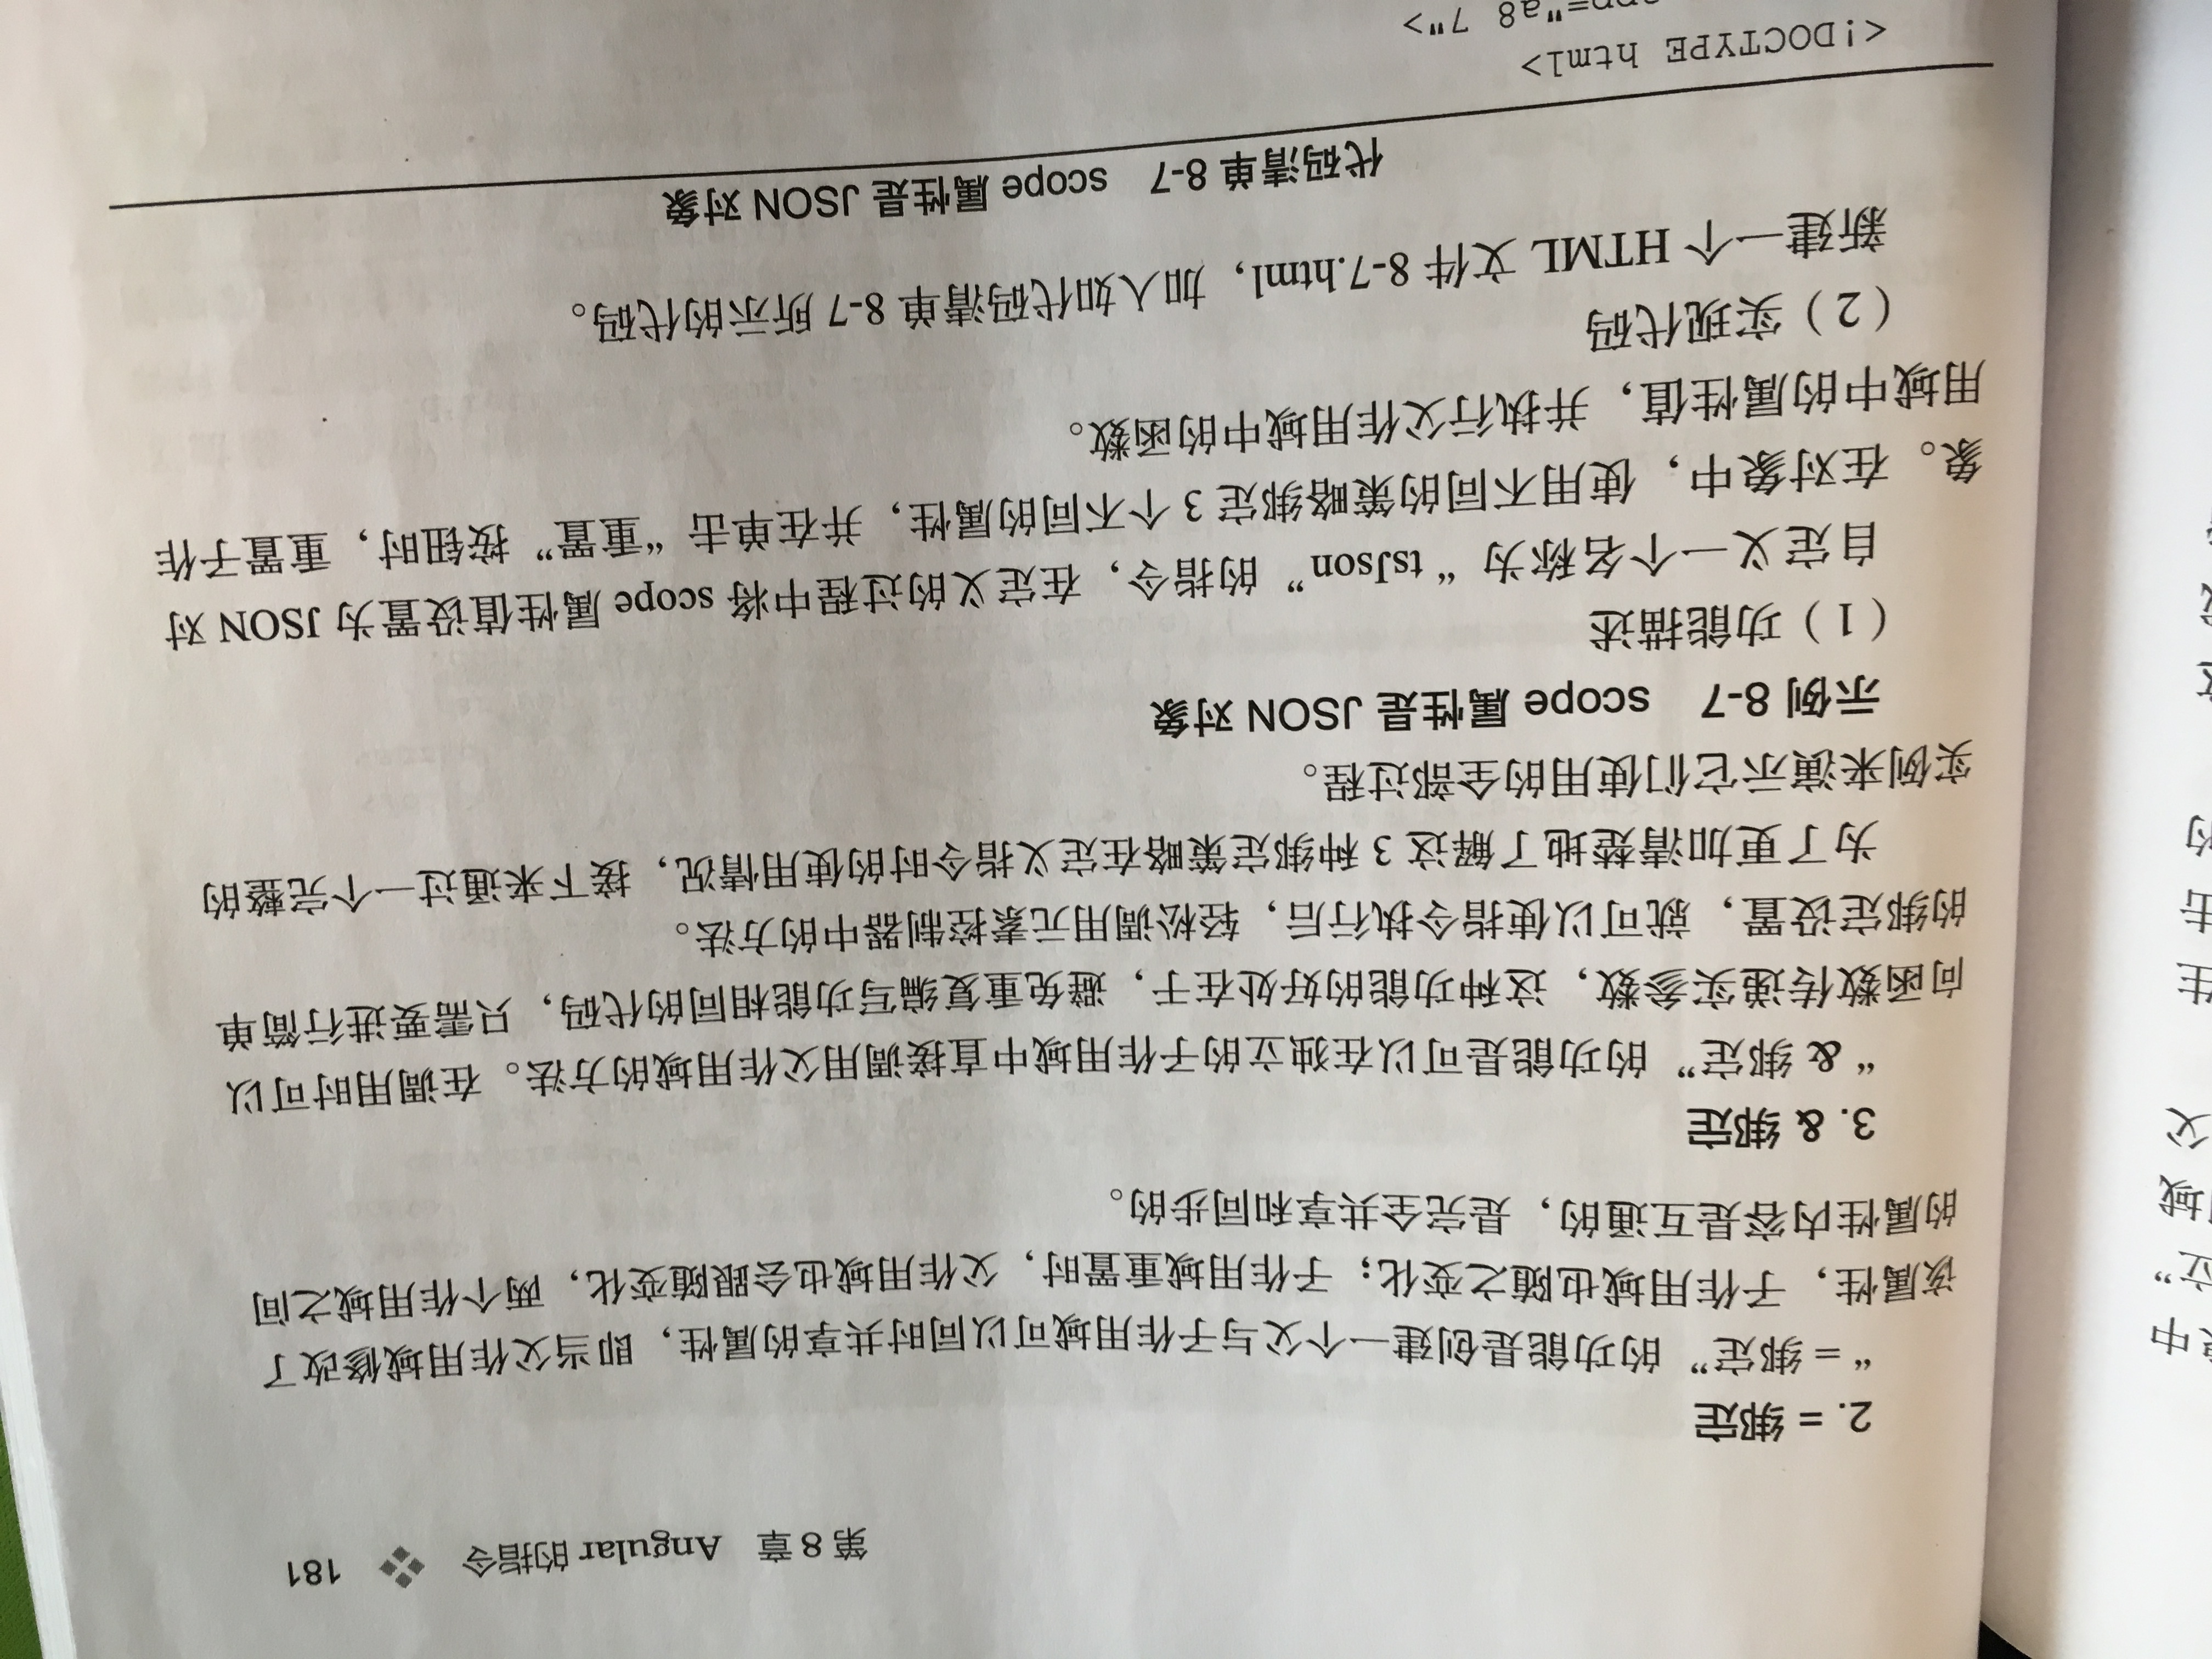 第 8 章 Angular 的指令 181
2. = 绑定
“ = 绑定” 的功能是创建一个父与子作用域可以同时共享的属性，即当父作用域修改了
该属性，子作用域也随之变化；子作用域重置时，父作用域也会跟随变化，两个作用域之间
的属性内容是互通的，是完全共享和同步的。
3. & 绑定
“ & 绑定” 的功能是可以在独立的子作用域中直接调用父作用域的方法。在调用时可以
向函数传递实参数，这种功能的好处在于，避免重复编写功能相同的代码，只需要进行简单
的绑定设置，就可以使指令执行后，轻松调用元素控制器中的方法。
为了更加清楚地了解这 3 种绑定策略在定义指令时的使用情况，接下来通过一个完整的
实例来演示它们使用的全部过程。
示例 8-7 scope 属性是 JSON 对象
（1）功能描述
自定义一个名称为 “ tsJson” 的指令，在定义的过程中将 scope 属性值设置为 JSON 对
象。在对象中，使用不同的策略绑定 3 个不同的属性，并在单击 “重置” 按钮时，重置子作
用域中的属性值，并执行父作用域中的函数。
（2）实现代码
新建一个 HTML 文件 8-7.html，加入如代码清单 8-7 所示的代码。
代码清单 8-7 scope 属性是 JSON 对象
<!DOCTYPE html>
="a8 7">
中
立”
域
父
生
击
的